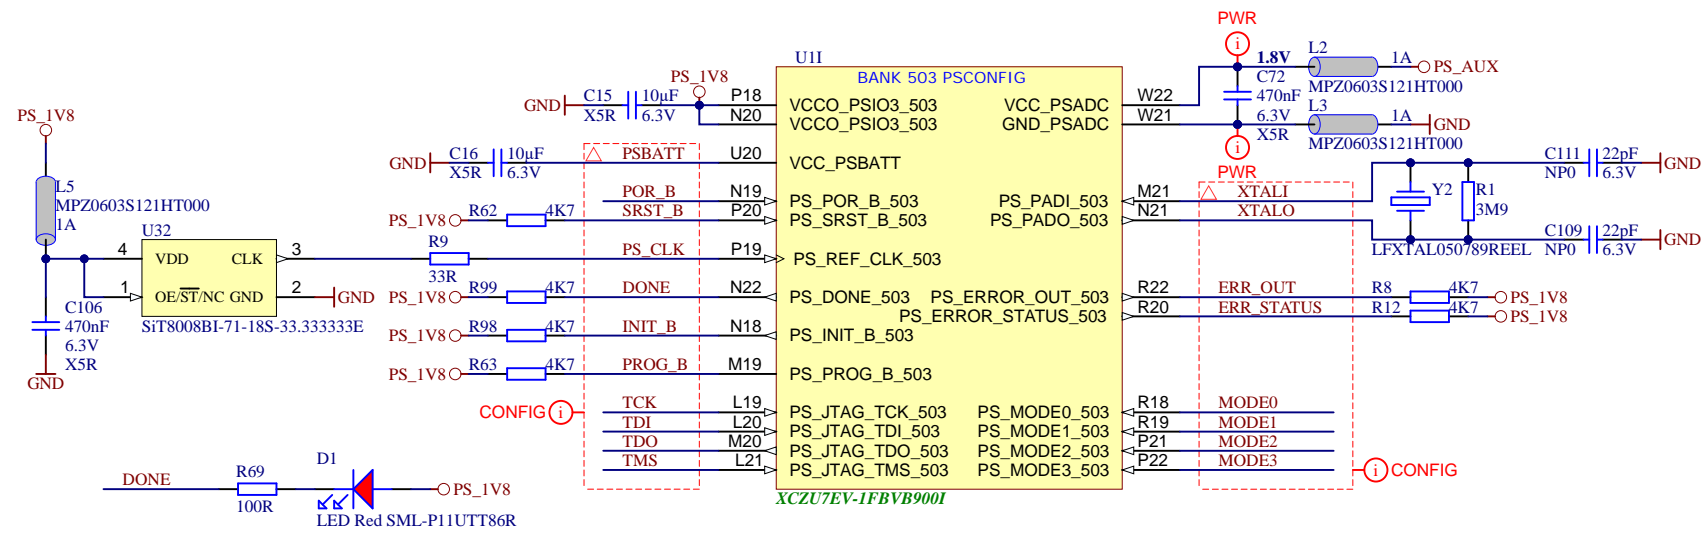 PWR
U1I
1.8V
L2
1A
PS_AUX
MPZ0603S121HT000
C72
470nF
6.3V
X5R
L3
1A
GND
MPZ0603S121HT000
PWR
PS_1V8
GND
C15
10µF
X5R
6.3V
P18
N20
BANK 503 PSCONFIG
VCCO_PSIO3_503
VCCO_PSIO3_503
VCC_PSADC
GND_PSADC
W22
W21
GND
C16
10µF
X5R
6.3V
PSBATT
U20
VCC_PSBATT
POR_B
N19
PS_POR_B_503
PS_1V8
R62
4K7
SRST_B
P20
PS_SRST_B_503
PS_PADI_503
M21
XTALI
PS_PADO_503
N21
XTALO
Y2
R1
3M9
LFXTAL050789REEL
C111
22pF
NP0
6.3V
GND
C109
22pF
NP0
6.3V
GND
PS_1V8
L5
MPZ0603S121HT000
1A
U32
4
VDD
CLK
3
1
OE/ST/NC
GND
2
GND
SiT8008BI-71-18S-33.333333E
C106
470nF
6.3V
X5R
GND
R9
33R
PS_CLK
P19
PS_REF_CLK_503
PS_1V8
R99
4K7
DONE
N22
PS_DONE_503
PS_ERROR_OUT_503
R22
ERR_OUT
R8
4K7
PS_1V8
PS_ERROR_STATUS_503
R20
ERR_STATUS
R12
4K7
PS_1V8
PS_1V8
R98
4K7
INIT_B
N18
PS_INIT_B_503
PS_1V8
R63
4K7
PROG_B
M19
PS_PROG_B_503
CONFIG
TCK
L19
PS_JTAG_TCK_503
PS_MODE0_503
R18
MODE0
TDI
L20
PS_JTAG_TDI_503
PS_MODE1_503
R19
MODE1
TDO
M20
PS_JTAG_TDO_503
PS_MODE2_503
P21
MODE2
TMS
L21
PS_JTAG_TMS_503
PS_MODE3_503
P22
MODE3
CONFIG
XCZU7EV-1FBVB900I
DONE
R69
100R
D1
PS_1V8
LED Red SML-P11UTT86R